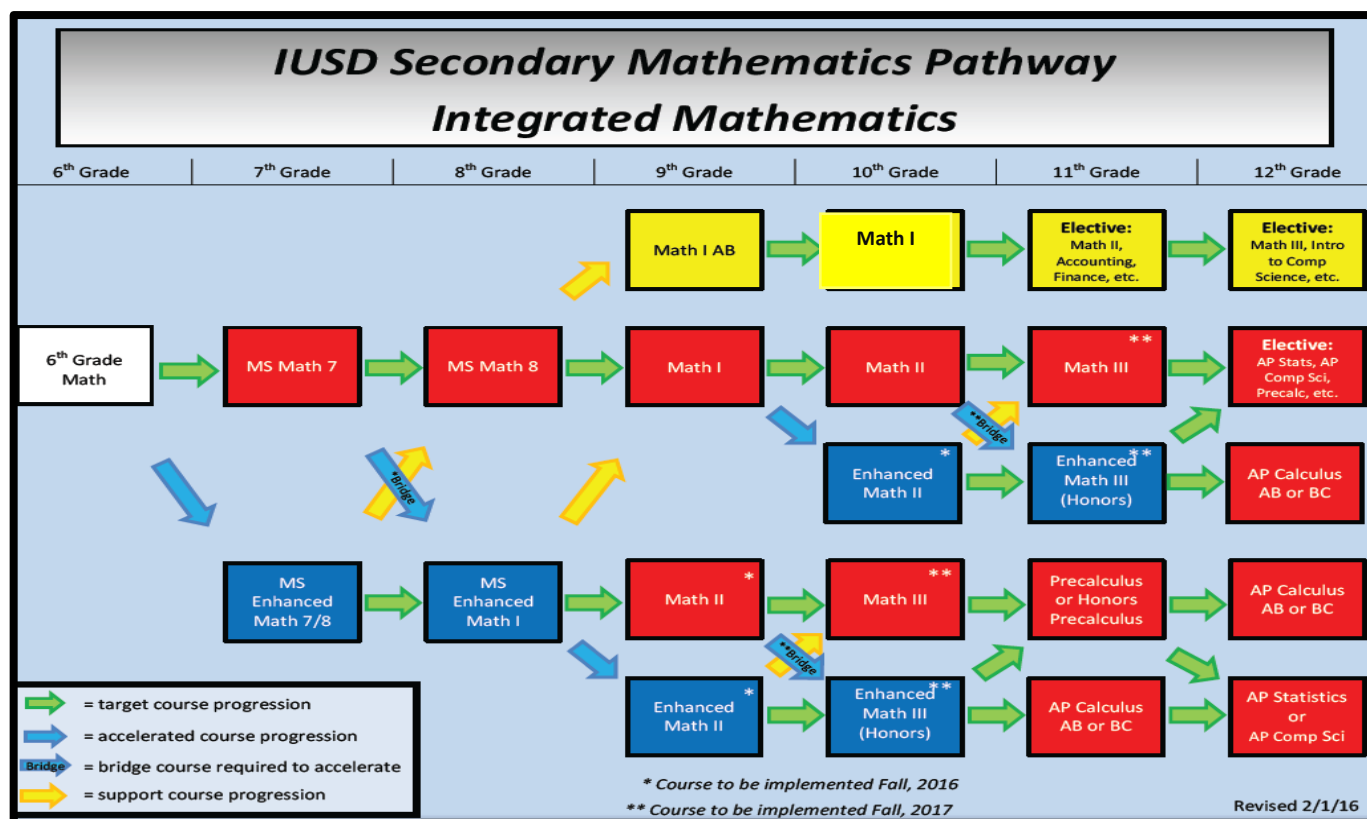 IUSD Secondary Mathematics Pathway
Integrated Mathematics
6th Grade
7th Grade
8th Grade
9th Grade
10th Grade
11th Grade
12th Grade
Math I AB
Math I
Elective:
Math II,
Accounting,
Finance, etc.
Elective:
Math III, Intro
to Comp
Science, etc.
6th Grade
Math
MS Math 7
MS Math 8
Math I
Math II
**
Math III
Elective:
AP Stats, AP
Comp Sci,
Precalc, etc.
*Bridge
**Bridge
*
Enhanced
Math II
**
Enhanced
Math III
(Honors)
AP Calculus
AB or BC
MS
Enhanced
Math 7/8
MS
Enhanced
Math I
*
Math II
**
Math III
Precalculus
or Honors
Precalculus
AP Calculus
AB or BC
**Bridge
*
Enhanced
Math II
**
Enhanced
Math III
(Honors)
AP Calculus
AB or BC
AP Statistics
or
AP Comp Sci
= target course progression
= accelerated course progression
Bridge = bridge course required to accelerate
= support course progression
* Course to be implemented Fall, 2016
** Course to be implemented Fall, 2017
Revised 2/1/16